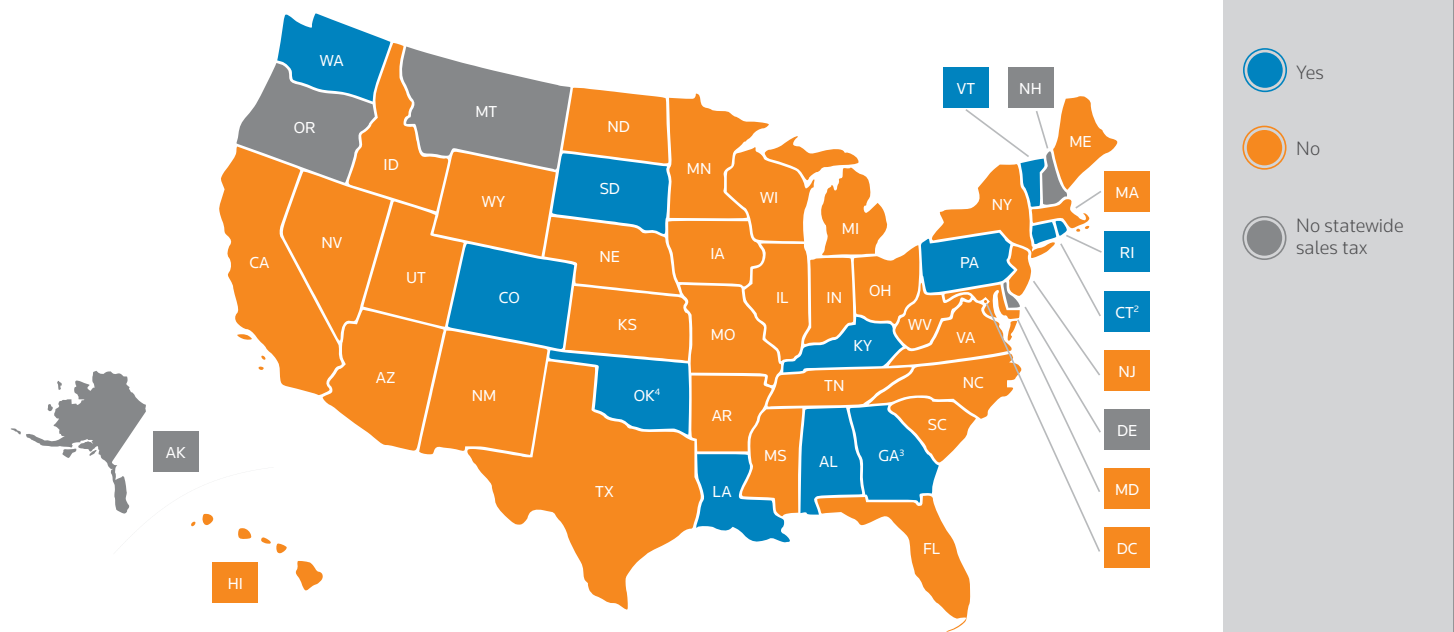 WA
VT
NH
Yes
MT
OR
ND
ME
No
MN
ID
SD
WI
MA
WY
NY
MI
No statewide
sales tax
NV
CA
NE
IA
PA
RI
UT
CO
IL
IN
OH
CT²
KS
MO
WV
VA
KY
NJ
AZ
NM
OK⁴
TN
NC
AR
SC
DE
AK
MS
AL
GA³
TX
LA
MD
FL
DC
HI